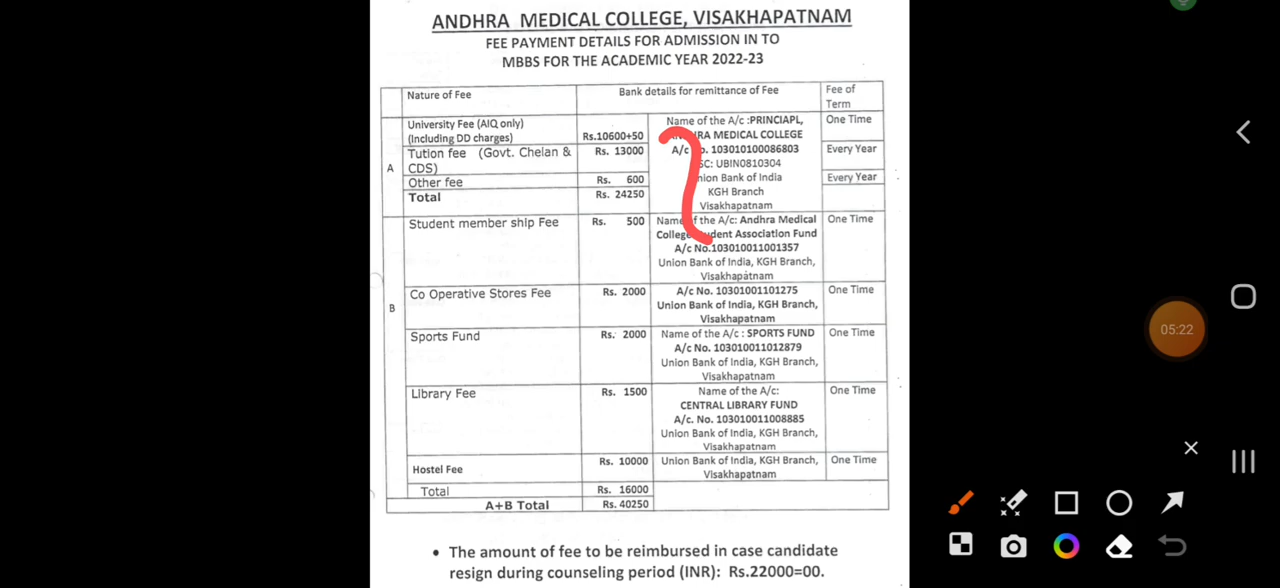 ANDHRA MEDICAL COLLEGE, VISAKHAPATNAM
FEE PAYMENT DETAILS FOR ADMISSION IN TO
MBBS FOR THE ACADEMIC YEAR 2022-23
Nature of Fee Bank details for remittance of Fee Fee of Term
A
University Fee (AIQ only)
(Including DD charges) Rs.10600+50
Tution fee (Govt. Chelan & CDS) Rs. 13000
Other fee Rs. 600
Total Rs. 24250
Name of the A/c :PRINCIAPL,
MEDICAL COLLEGE
A/c No. 103010100086803
UBIN0810304
Union Bank of India
KGH Branch
Visakhapatnam
One Time
Every Year
Every Year
B
Student member ship Fee Rs. 500
Name of the A/c: Andhra Medical
College Student Association Fund
A/c No.103010011001357
Union Bank of India, KGH Branch,
Visakhapatnam
One Time
Co Operative Stores Fee Rs. 2000
A/c No. 10301001101275
Union Bank of India, KGH Branch,
Visakhapatnam
One Time
Sports Fund Rs. 2000
Name of the A/c : SPORTS FUND
A/c No. 103010011012879
Union Bank of India, KGH Branch,
Visakhapatnam
One Time
Library Fee Rs. 1500
Name of the A/c:
CENTRAL LIBRARY FUND
A/c. No. 103010011008885
Union Bank of India, KGH Branch,
Visakhapatnam
One Time
Hostel Fee Rs. 10000
Union Bank of India, KGH Branch,
Visakhapatnam
One Time
Total Rs. 16000
A+B Total Rs. 40250
• The amount of fee to be reimbursed in case candidate
resign during counseling period (INR): Rs.22000=00.
05:22